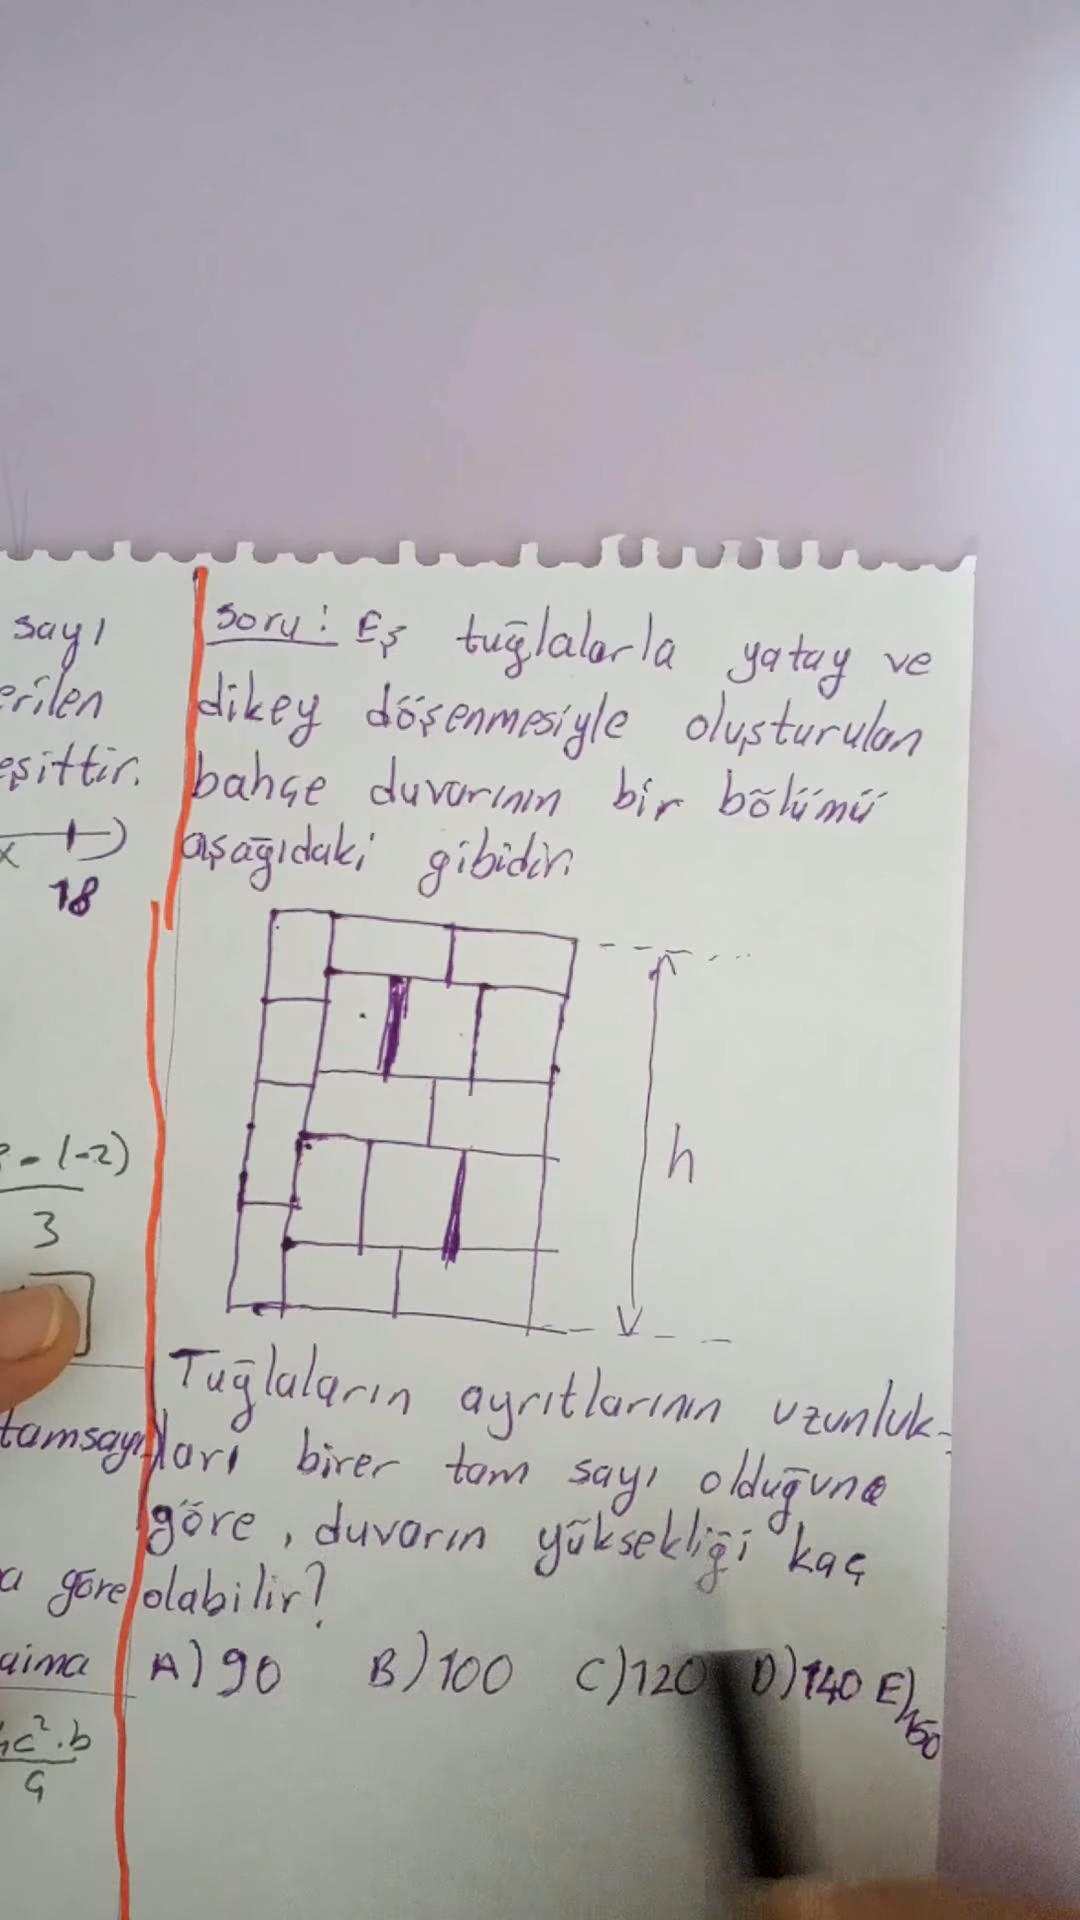 sayı
erilen
eşittir.
x
18
-(-2)
3
tamsayı
a göre
aima
c².b
Soru: Eş tuğlalarla yatay ve
dikey döşenmesiyle oluşturulan
bahçe duvarının bir bölümü
aşağıdaki gibidir.
h
Tuğlaların ayrıtlarının uzunluk-
ları birer tam sayı olduğuna
göre, duvarın yüksekliği kaç
olabilir?
A) 90 B) 100 C) 120 D) 140 E)